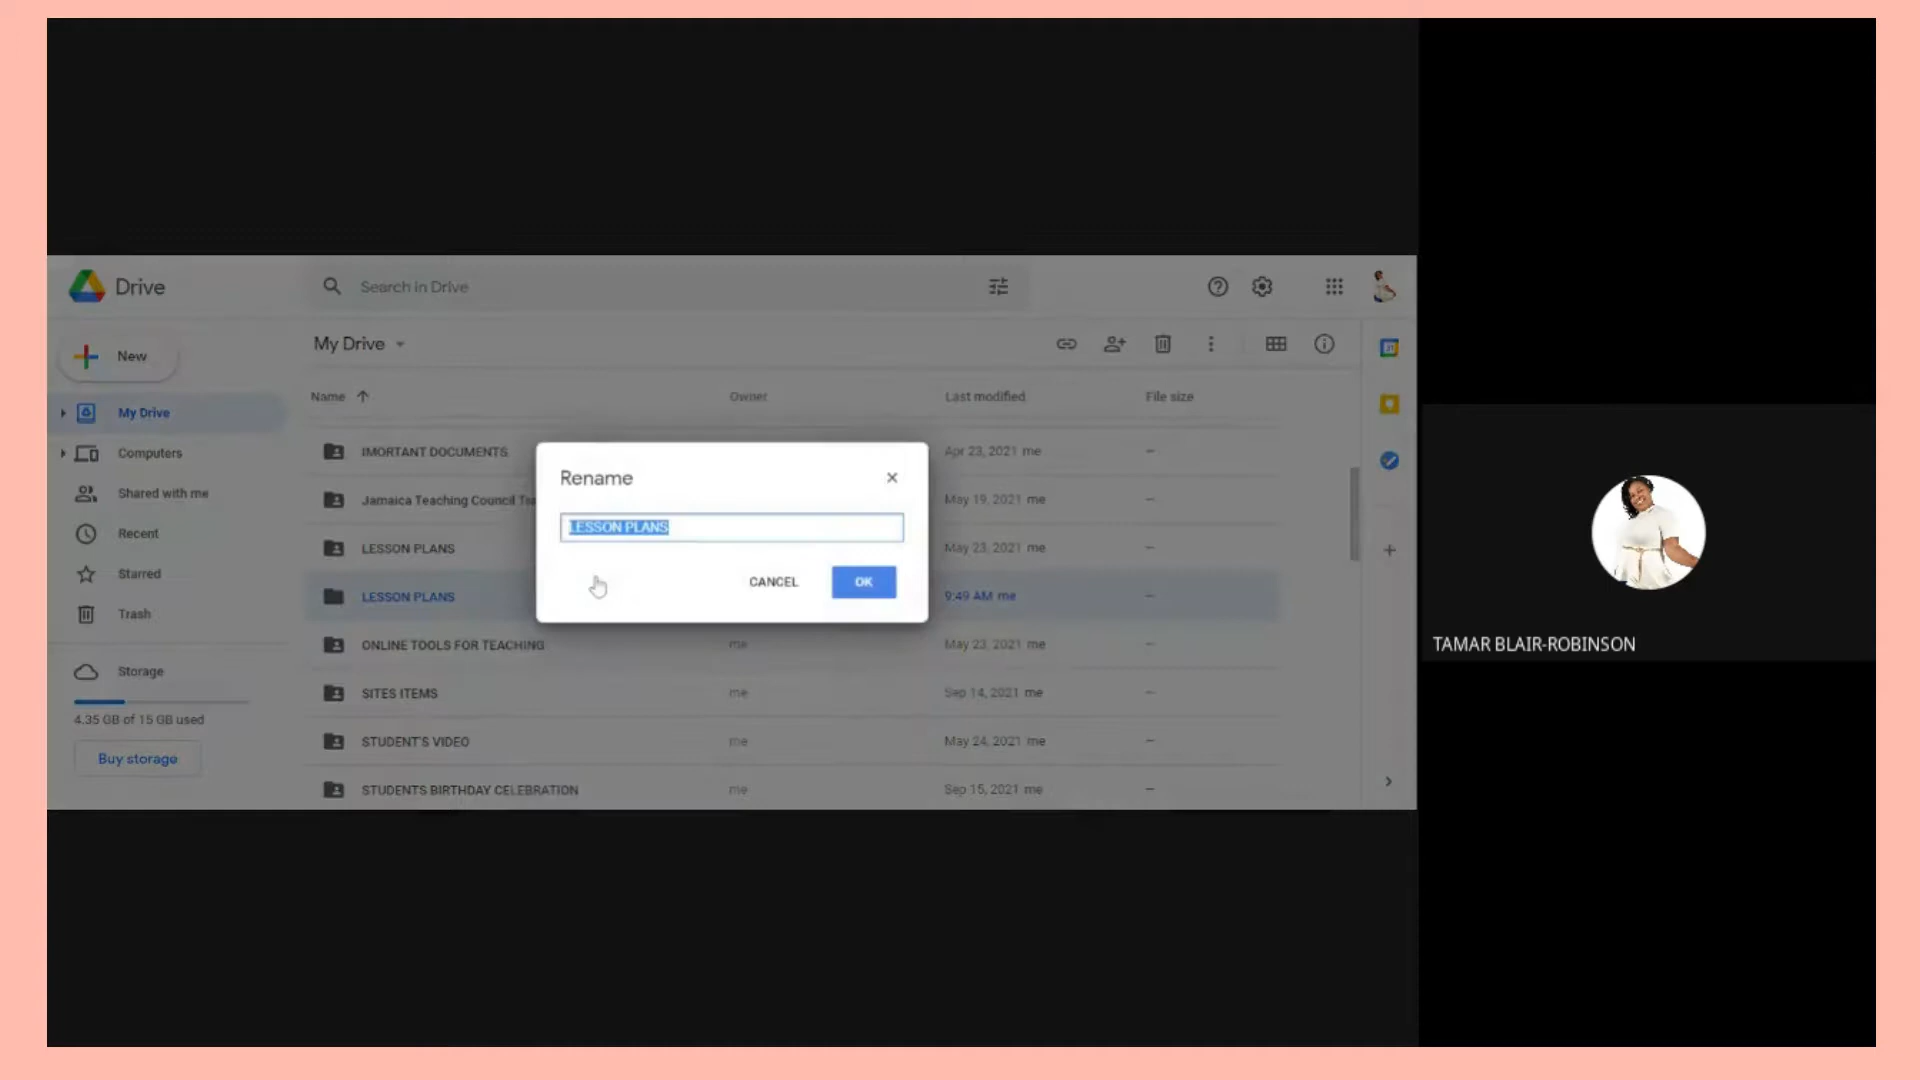 Drive
Search in Drive
New
My Drive
Name Owner Last modified File size
My Drive
Computers
Shared with me
Recent
Starred
Trash
Storage
4.35 GB of 15 GB used
Buy storage
IMORTANT DOCUMENTS Apr 23, 2021 me –
Jamaica Teaching Council May 19, 2021 me –
LESSON PLANS May 23, 2021 me –
LESSON PLANS 9:49 AM me –
ONLINE TOOLS FOR TEACHING me May 23, 2021 me –
SITES ITEMS me Sep 14, 2021 me –
STUDENT'S VIDEO me May 24, 2021 me –
STUDENTS BIRTHDAY CELEBRATION me Sep 15, 2021 me –
Rename
LESSON PLANS
CANCEL OK
TAMAR BLAIR-ROBINSON